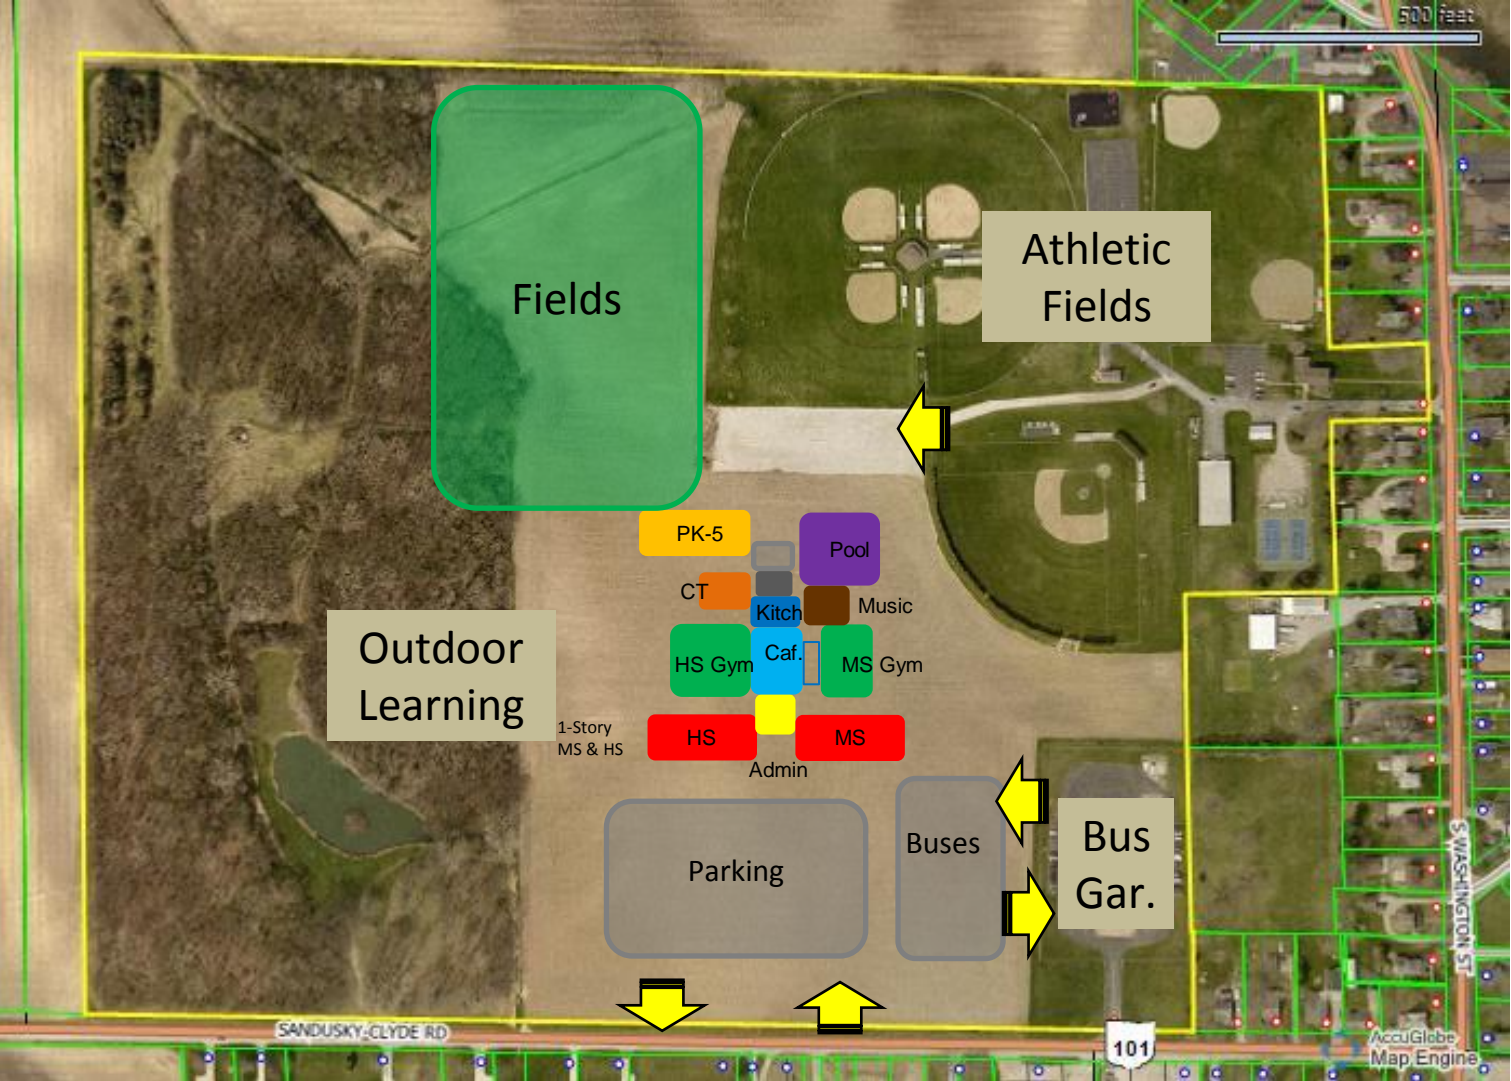 500 feet
Athletic
Fields
Fields
PK-5
Pool
CT
Kitch
Music
HS Gym
Caf.
MS Gym
Outdoor
Learning
1-Story
MS & HS
HS
MS
Admin
Buses
Parking
Bus
Gar.
S WASHINGTON ST
SANDUSKY-CLYDE RD
101
AccuGlobe
Map Engine